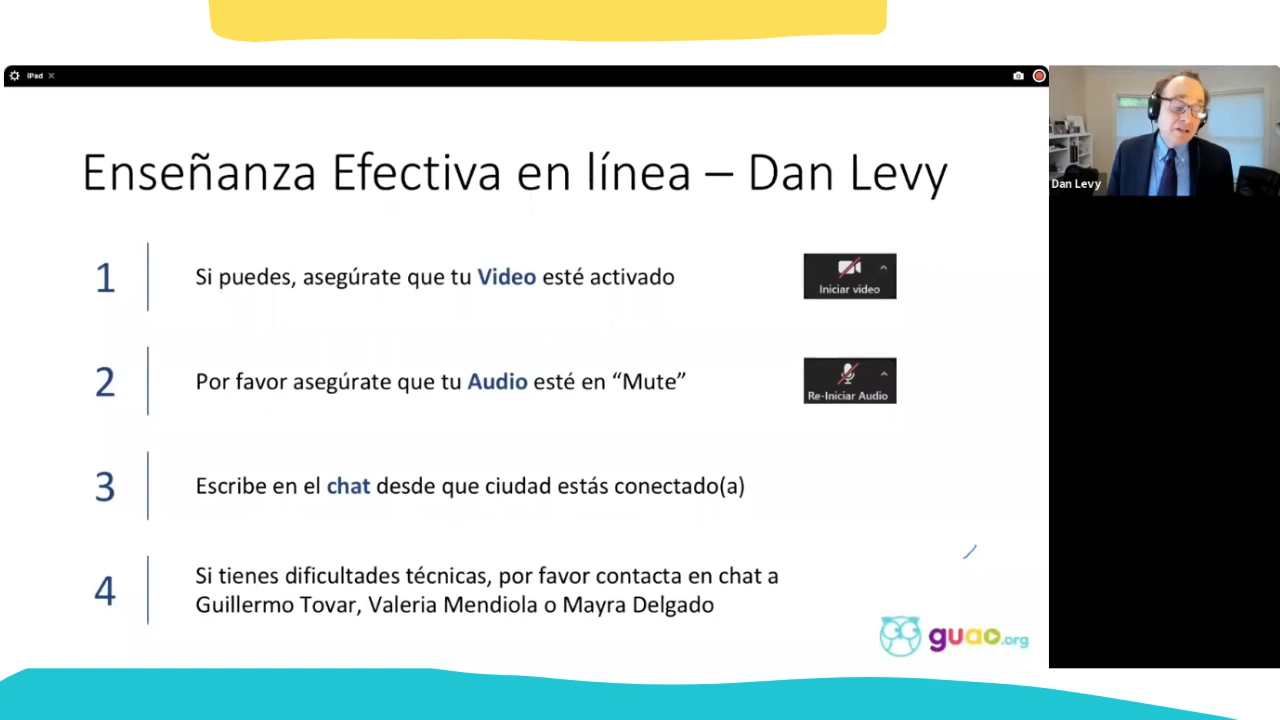 iPad
Enseñanza Efectiva en línea – Dan Levy
1
Si puedes, asegúrate que tu Video esté activado
Iniciar video
2
Por favor asegúrate que tu Audio esté en “Mute”
Re-Iniciar Audio
3
Escribe en el chat desde que ciudad estás conectado(a)
4
Si tienes dificultades técnicas, por favor contacta en chat a
Guillermo Tovar, Valeria Mendiola o Mayra Delgado
guao.org
Dan Levy